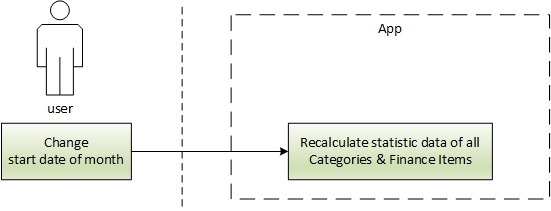 App
user
Change
start date of month
Recalculate statistic data of all
Categories & Finance Items